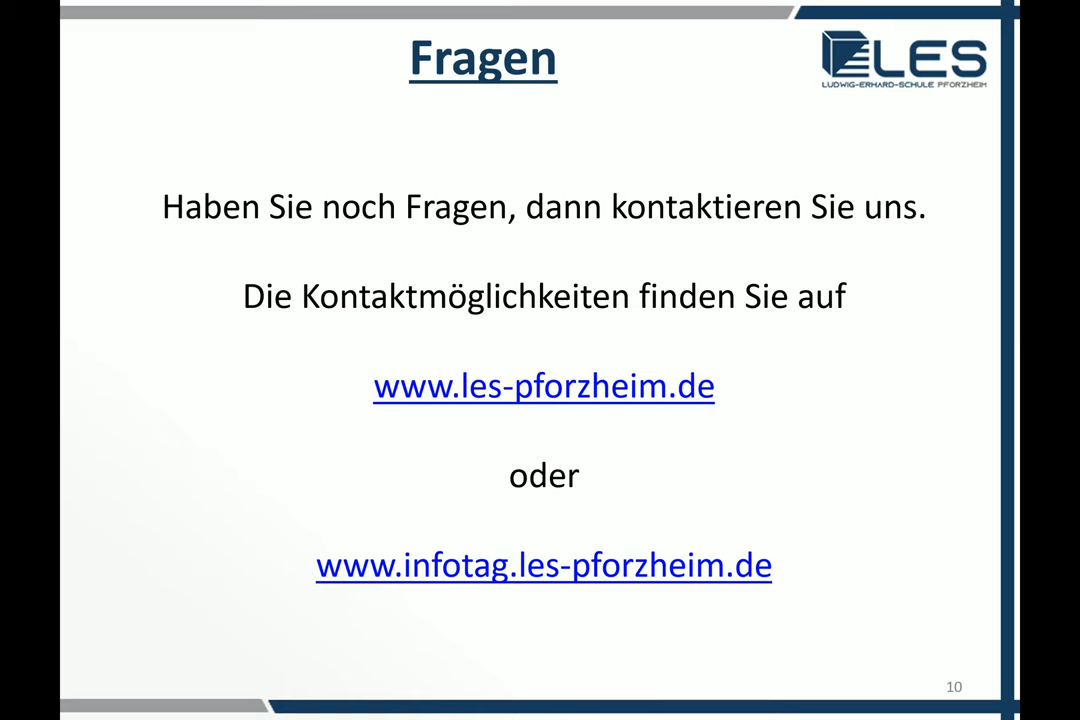 Fragen
LES
LUDWIG-ERHARD-SCHULE PFORZHEIM
Haben Sie noch Fragen, dann kontaktieren Sie uns.
Die Kontaktmöglichkeiten finden Sie auf
www.les-pforzheim.de
oder
www.infotag.les-pforzheim.de
10